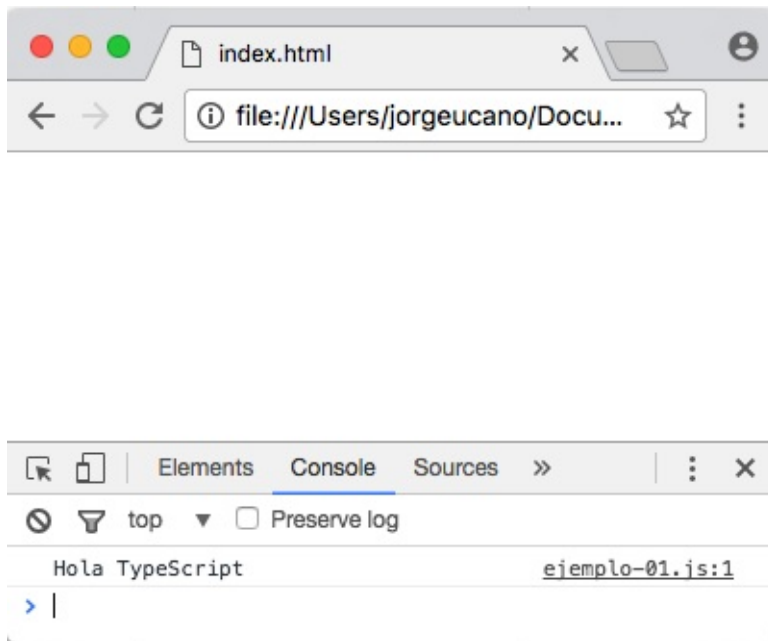 index.html
file:///Users/jorgeucano/Docu...
Elements Console Sources »
top Preserve log
Hola TypeScript ejemplo-01.js:1
>